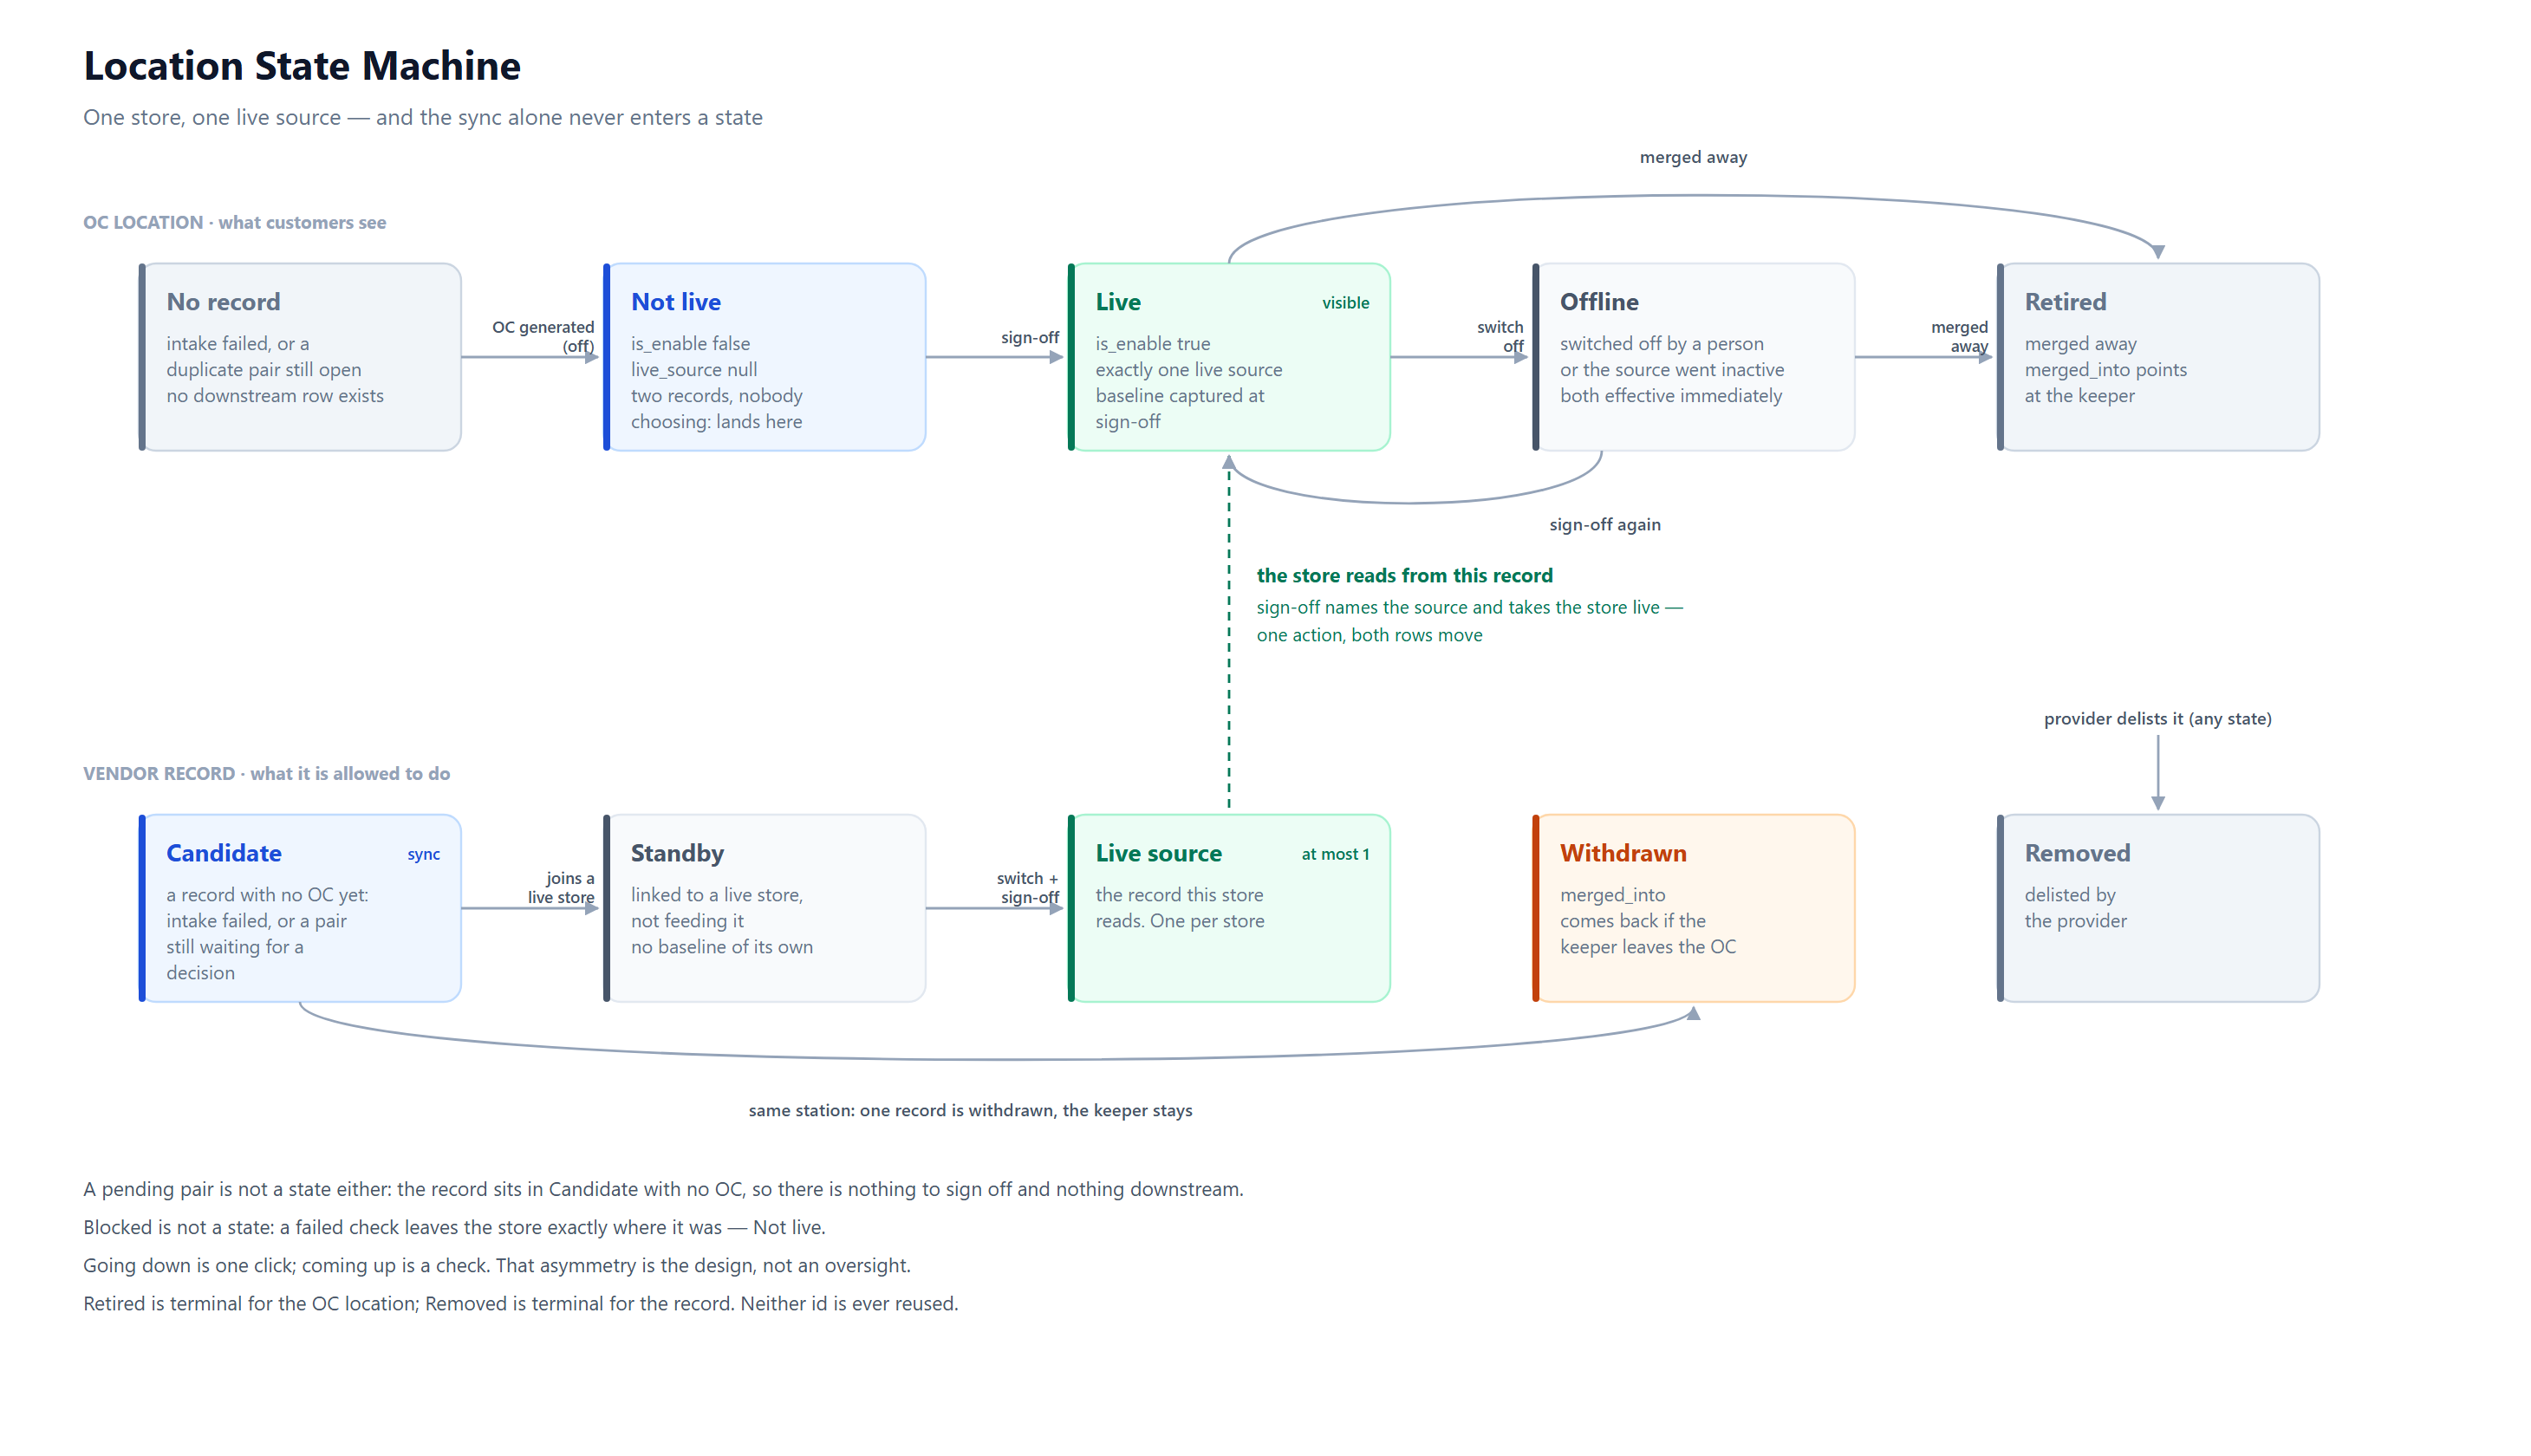 Location State Machine
One store, one live source — and the sync alone never enters a state
merged away
OC LOCATION · what customers see
No record
intake failed, or a
duplicate pair still open
no downstream row exists
OC generated
(off)
Not live
is_enable false
live_source null
two records, nobody
choosing: lands here
sign-off
Live
visible
is_enable true
exactly one live source
baseline captured at
sign-off
switch
off
Offline
switched off by a person
or the source went inactive
both effective immediately
merged
away
Retired
merged away
merged_into points
at the keeper
sign-off again
the store reads from this record
sign-off names the source and takes the store live —
one action, both rows move
provider delists it (any state)
VENDOR RECORD · what it is allowed to do
Candidate
sync
a record with no OC yet:
intake failed, or a pair
still waiting for a
decision
joins a
live store
Standby
linked to a live store,
not feeding it
no baseline of its own
switch +
sign-off
Live source
at most 1
the record this store
reads. One per store
Withdrawn
merged_into
comes back if the
keeper leaves the OC
Removed
delisted by
the provider
same station: one record is withdrawn, the keeper stays
A pending pair is not a state either: the record sits in Candidate with no OC, so there is nothing to sign off and nothing downstream.
Blocked is not a state: a failed check leaves the store exactly where it was — Not live.
Going down is one click; coming up is a check. That asymmetry is the design, not an oversight.
Retired is terminal for the OC location; Removed is terminal for the record. Neither id is ever reused.